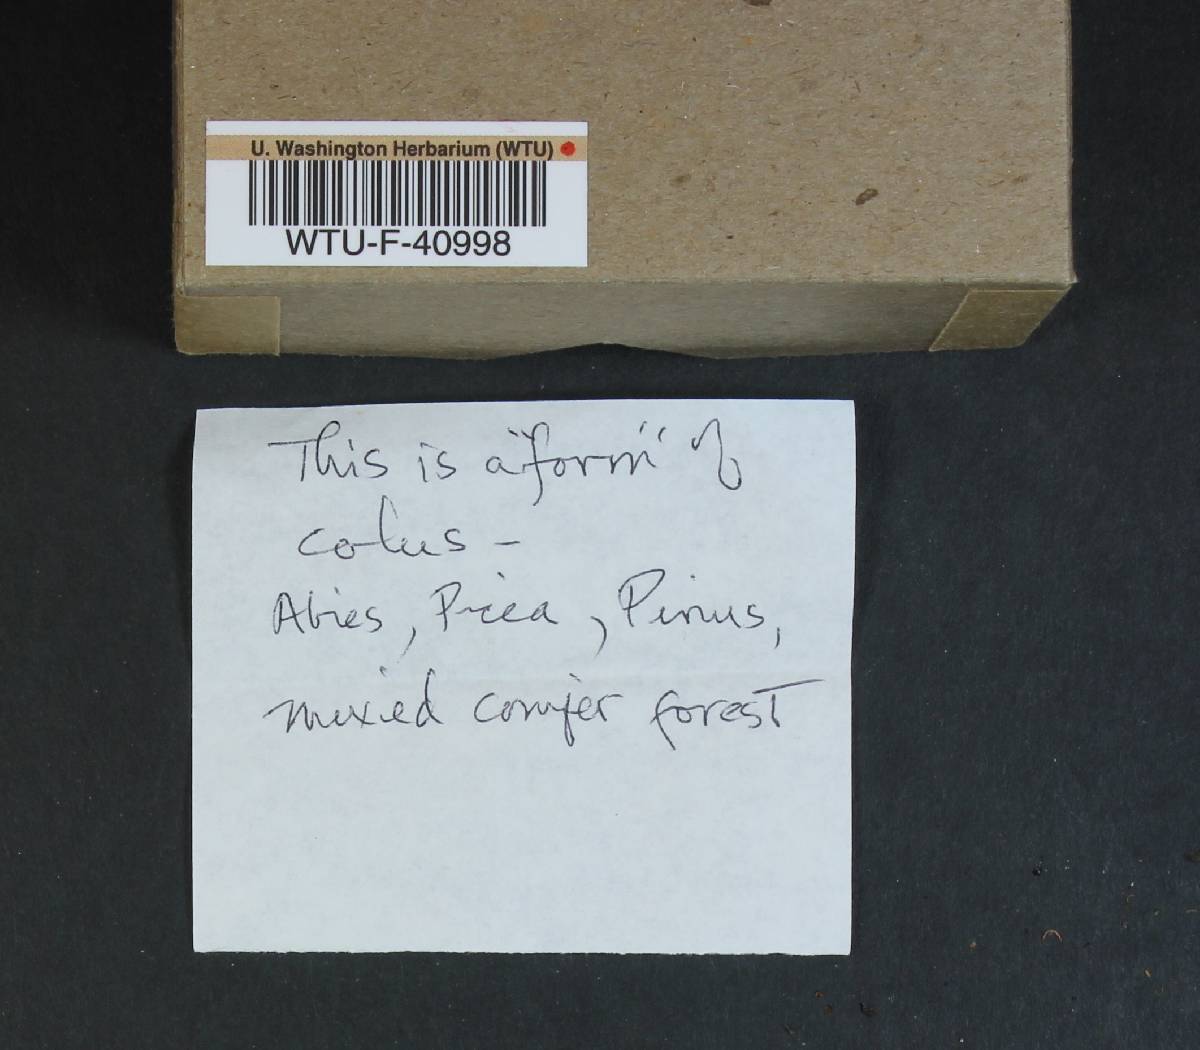 U. Washington Herbarium (WTU)
WTU-F-40998
This is a "form" of
colus -
Abies, Picea, Pinus,
mixed conifer forest